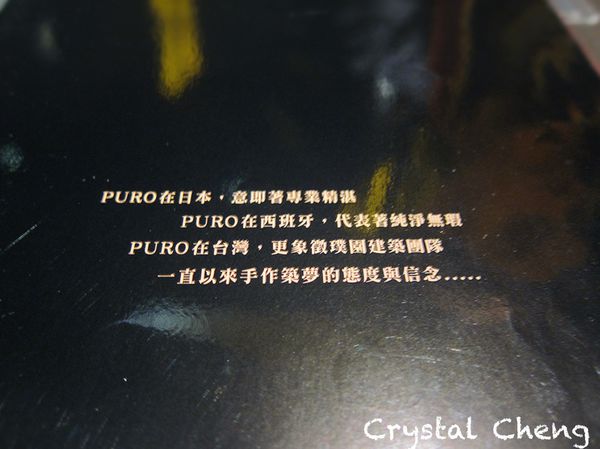 PURO在日本，意即著專業精湛
PURO在西班牙，代表著純淨無瑕
PURO在台灣，更象徵璞園建築團隊
一直以來手作築夢的態度與信念.....
Crystal Cheng